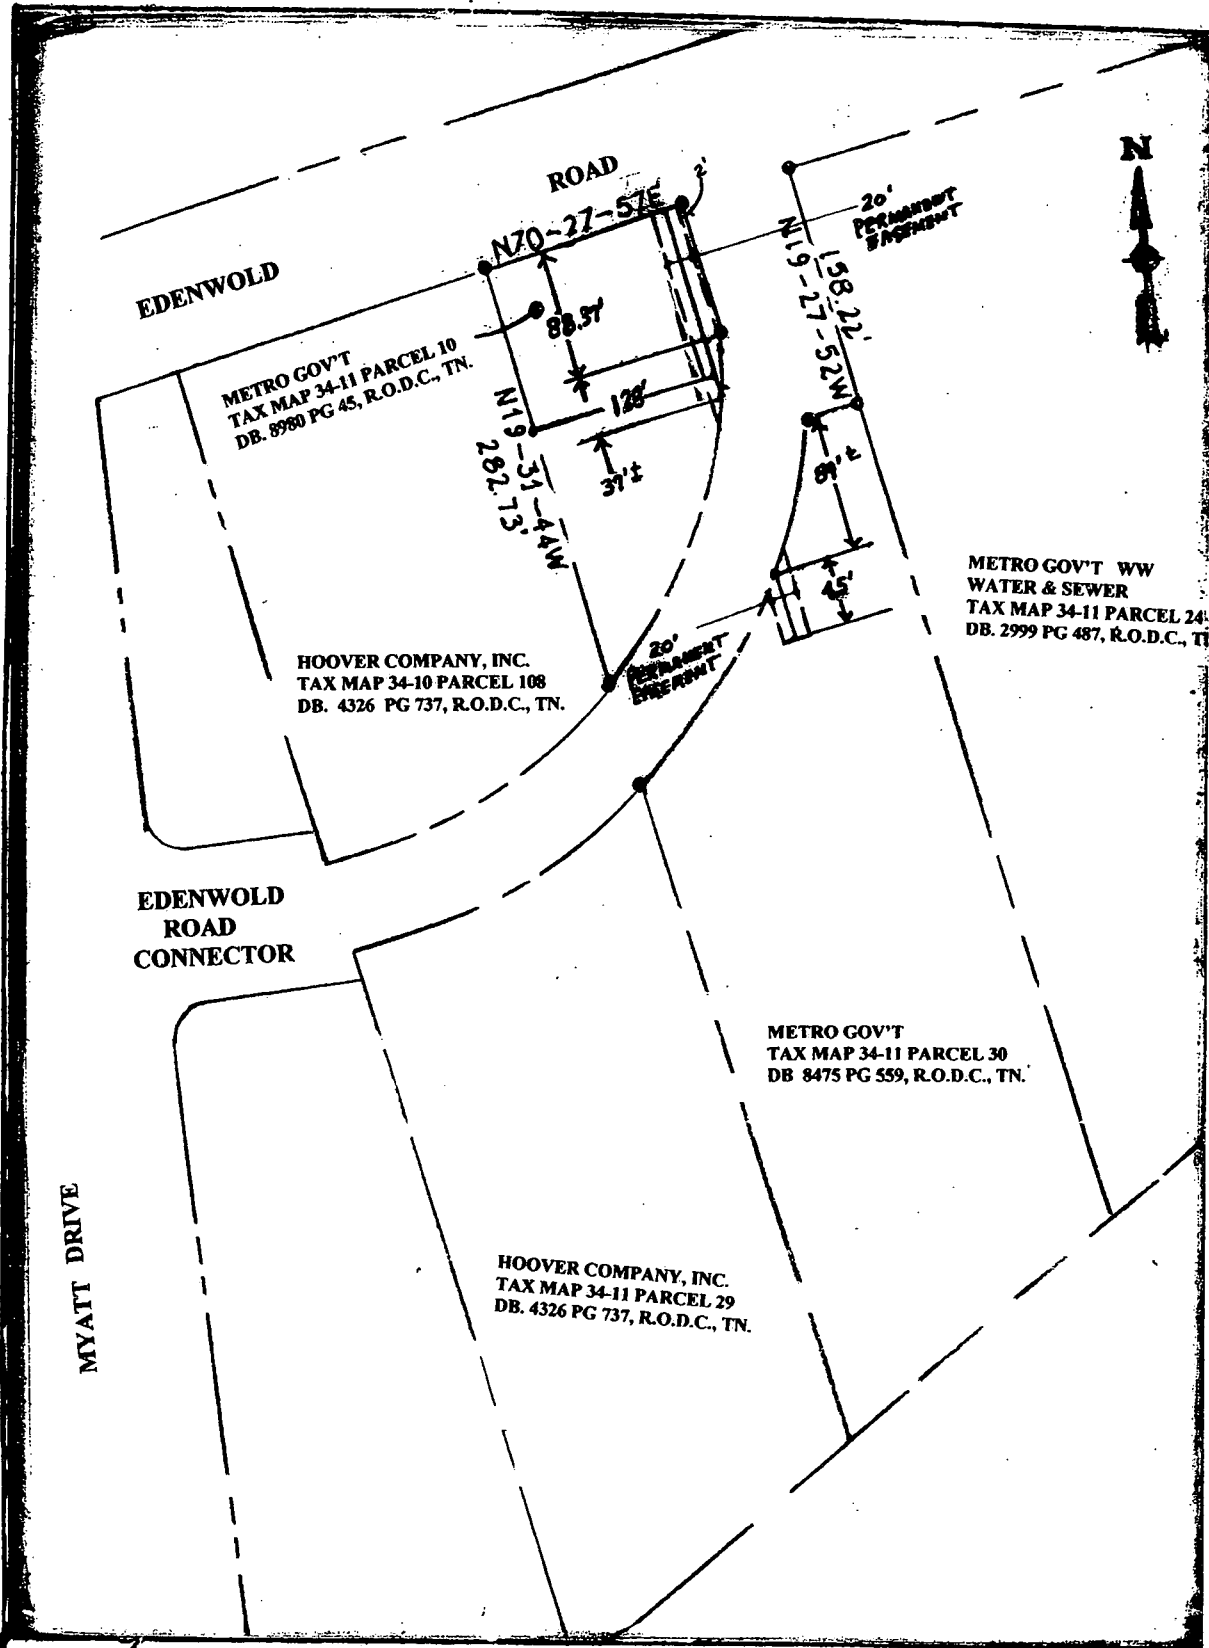 N
ROAD
2'
N70-27-57E
20'
PERMANENT
EASEMENT
EDENWOLD
158.22'
N19-27-52W
88.37'
METRO GOV'T
TAX MAP 34-11 PARCEL 10
DB. 8980 PG 45, R.O.D.C., TN.
128'
N19-31-44W
282.73'
37'±
89'±
45'
METRO GOV'T WW
WATER & SEWER
TAX MAP 34-11 PARCEL 24
DB. 2999 PG 487, R.O.D.C., T
20'
PERMANENT
EASEMENT
HOOVER COMPANY, INC.
TAX MAP 34-10 PARCEL 108
DB. 4326 PG 737, R.O.D.C., TN.
EDENWOLD
ROAD
CONNECTOR
METRO GOV'T
TAX MAP 34-11 PARCEL 30
DB 8475 PG 559, R.O.D.C., TN.
MYATT DRIVE
HOOVER COMPANY, INC.
TAX MAP 34-11 PARCEL 29
DB. 4326 PG 737, R.O.D.C., TN.